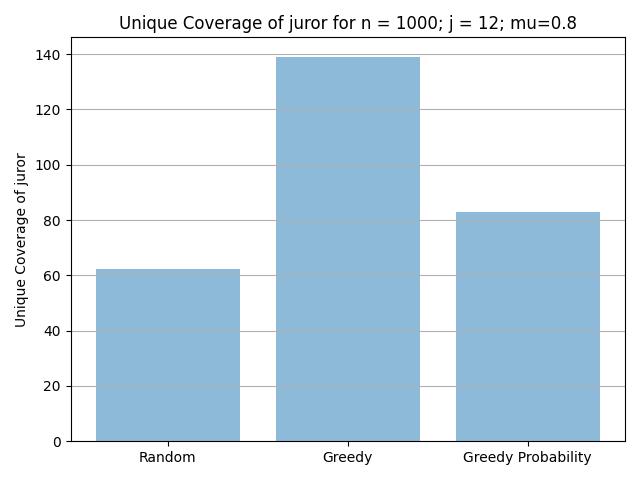 Unique Coverage of juror for n = 1000; j = 12; mu=0.8
Unique Coverage of juror
140
120
100
80
60
40
20
0
Random Greedy Greedy Probability